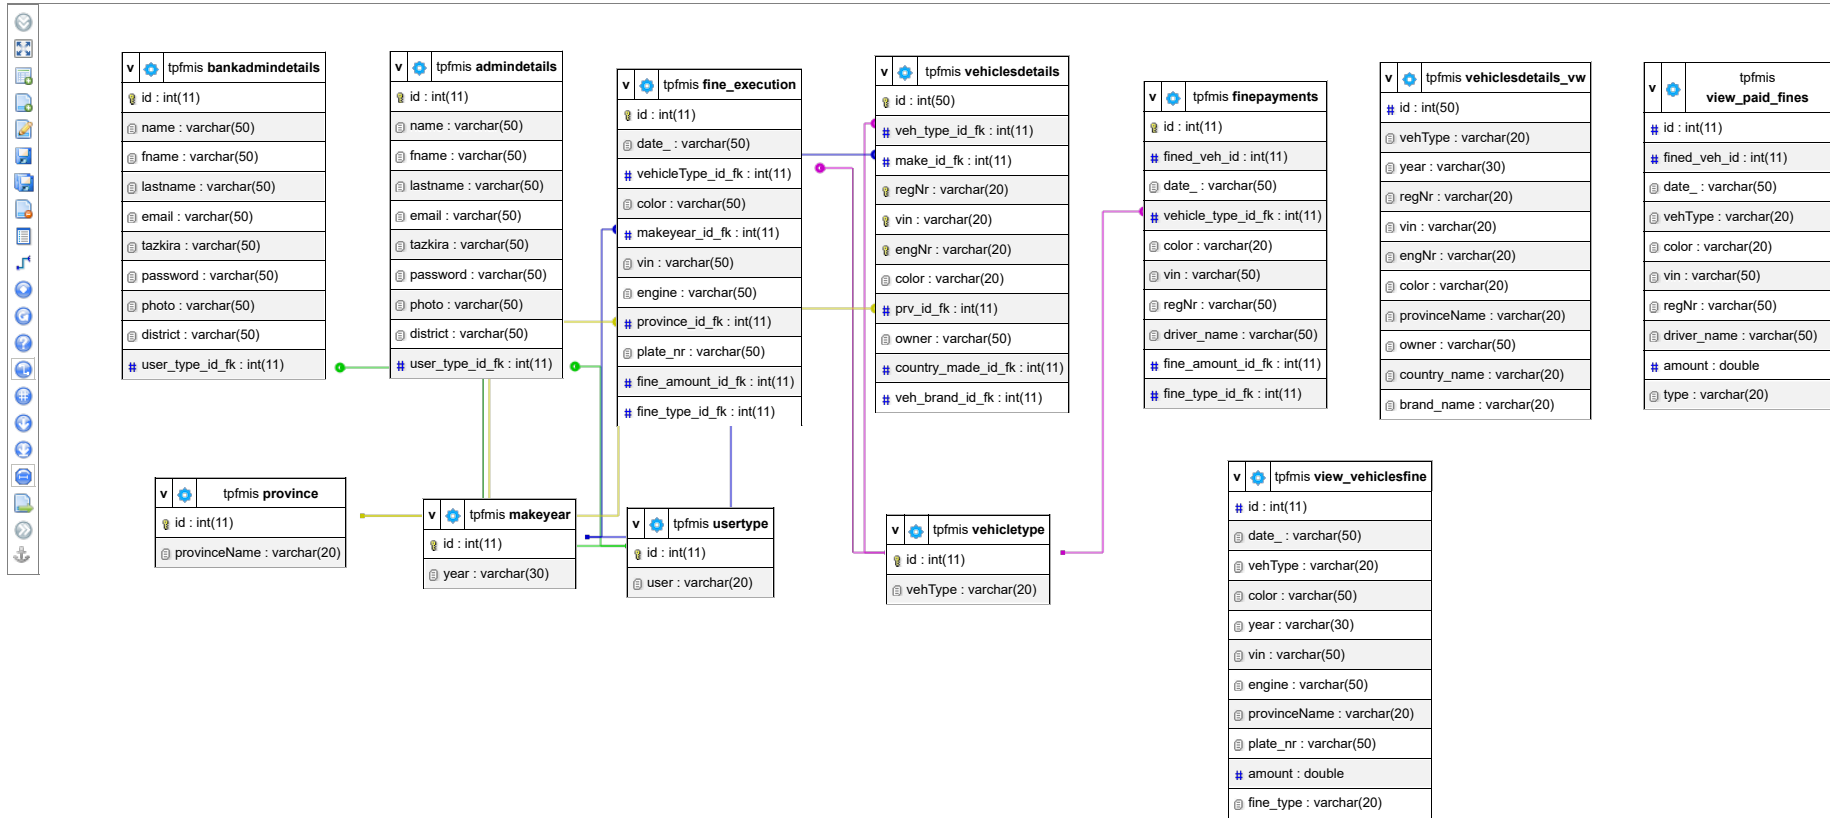 v tpfmis bankadmindetails
id : int(11)
name : varchar(50)
fname : varchar(50)
lastname : varchar(50)
email : varchar(50)
tazkira : varchar(50)
password : varchar(50)
photo : varchar(50)
district : varchar(50)
# user_type_id_fk : int(11)
v tpfmis admindetails
id : int(11)
name : varchar(50)
fname : varchar(50)
lastname : varchar(50)
email : varchar(50)
tazkira : varchar(50)
password : varchar(50)
photo : varchar(50)
district : varchar(50)
# user_type_id_fk : int(11)
v tpfmis fine_execution
id : int(11)
date_ : varchar(50)
# vehicleType_id_fk : int(11)
color : varchar(50)
# makeyear_id_fk : int(11)
vin : varchar(50)
engine : varchar(50)
# province_id_fk : int(11)
plate_nr : varchar(50)
# fine_amount_id_fk : int(11)
# fine_type_id_fk : int(11)
v tpfmis vehiclesdetails
id : int(50)
# veh_type_id_fk : int(11)
# make_id_fk : int(11)
regNr : varchar(20)
vin : varchar(20)
engNr : varchar(20)
color : varchar(20)
# prv_id_fk : int(11)
owner : varchar(50)
# country_made_id_fk : int(11)
# veh_brand_id_fk : int(11)
v tpfmis finepayments
id : int(11)
# fined_veh_id : int(11)
date_ : varchar(50)
# vehicle_type_id_fk : int(11)
color : varchar(20)
vin : varchar(50)
regNr : varchar(50)
driver_name : varchar(50)
# fine_amount_id_fk : int(11)
# fine_type_id_fk : int(11)
v tpfmis vehiclesdetails_vw
# id : int(50)
vehType : varchar(20)
year : varchar(30)
regNr : varchar(20)
vin : varchar(20)
engNr : varchar(20)
color : varchar(20)
provinceName : varchar(20)
owner : varchar(50)
country_name : varchar(20)
brand_name : varchar(20)
v tpfmis
view_paid_fines
# id : int(11)
# fined_veh_id : int(11)
date_ : varchar(50)
vehType : varchar(20)
color : varchar(20)
vin : varchar(50)
regNr : varchar(50)
driver_name : varchar(50)
# amount : double
type : varchar(20)
v tpfmis province
id : int(11)
provinceName : varchar(20)
v tpfmis makeyear
id : int(11)
year : varchar(30)
v tpfmis usertype
id : int(11)
user : varchar(20)
v tpfmis vehicletype
id : int(11)
vehType : varchar(20)
v tpfmis view_vehiclesfine
# id : int(11)
date_ : varchar(50)
vehType : varchar(20)
color : varchar(50)
year : varchar(30)
vin : varchar(50)
engine : varchar(50)
provinceName : varchar(20)
plate_nr : varchar(50)
# amount : double
fine_type : varchar(20)